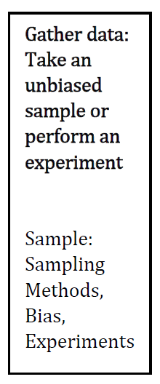 Gather data:
Take an
unbiased
sample or
perform an
experiment
Sample:
Sampling
Methods,
Bias,
Experiments